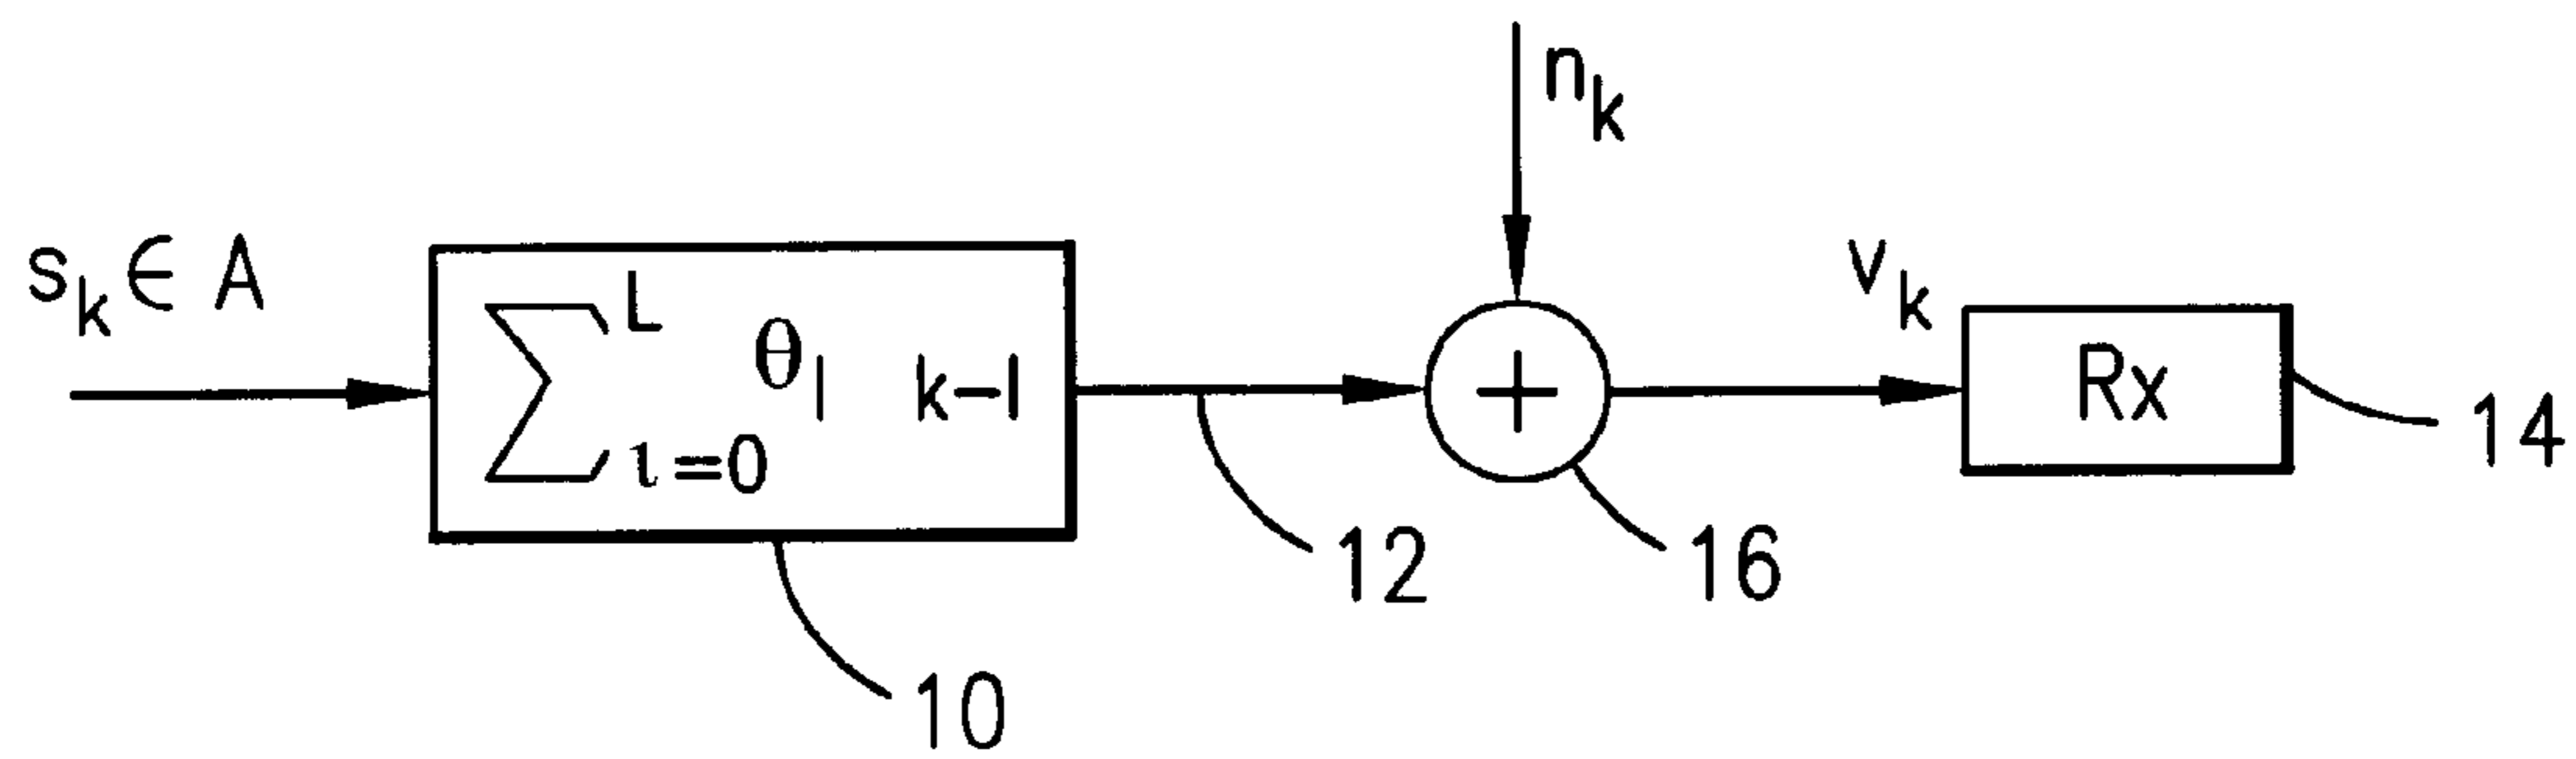 n_k
s_k ∈ A
∑ L ι=0 θ_l k-l
+
v_k
Rx
14
12
16
10